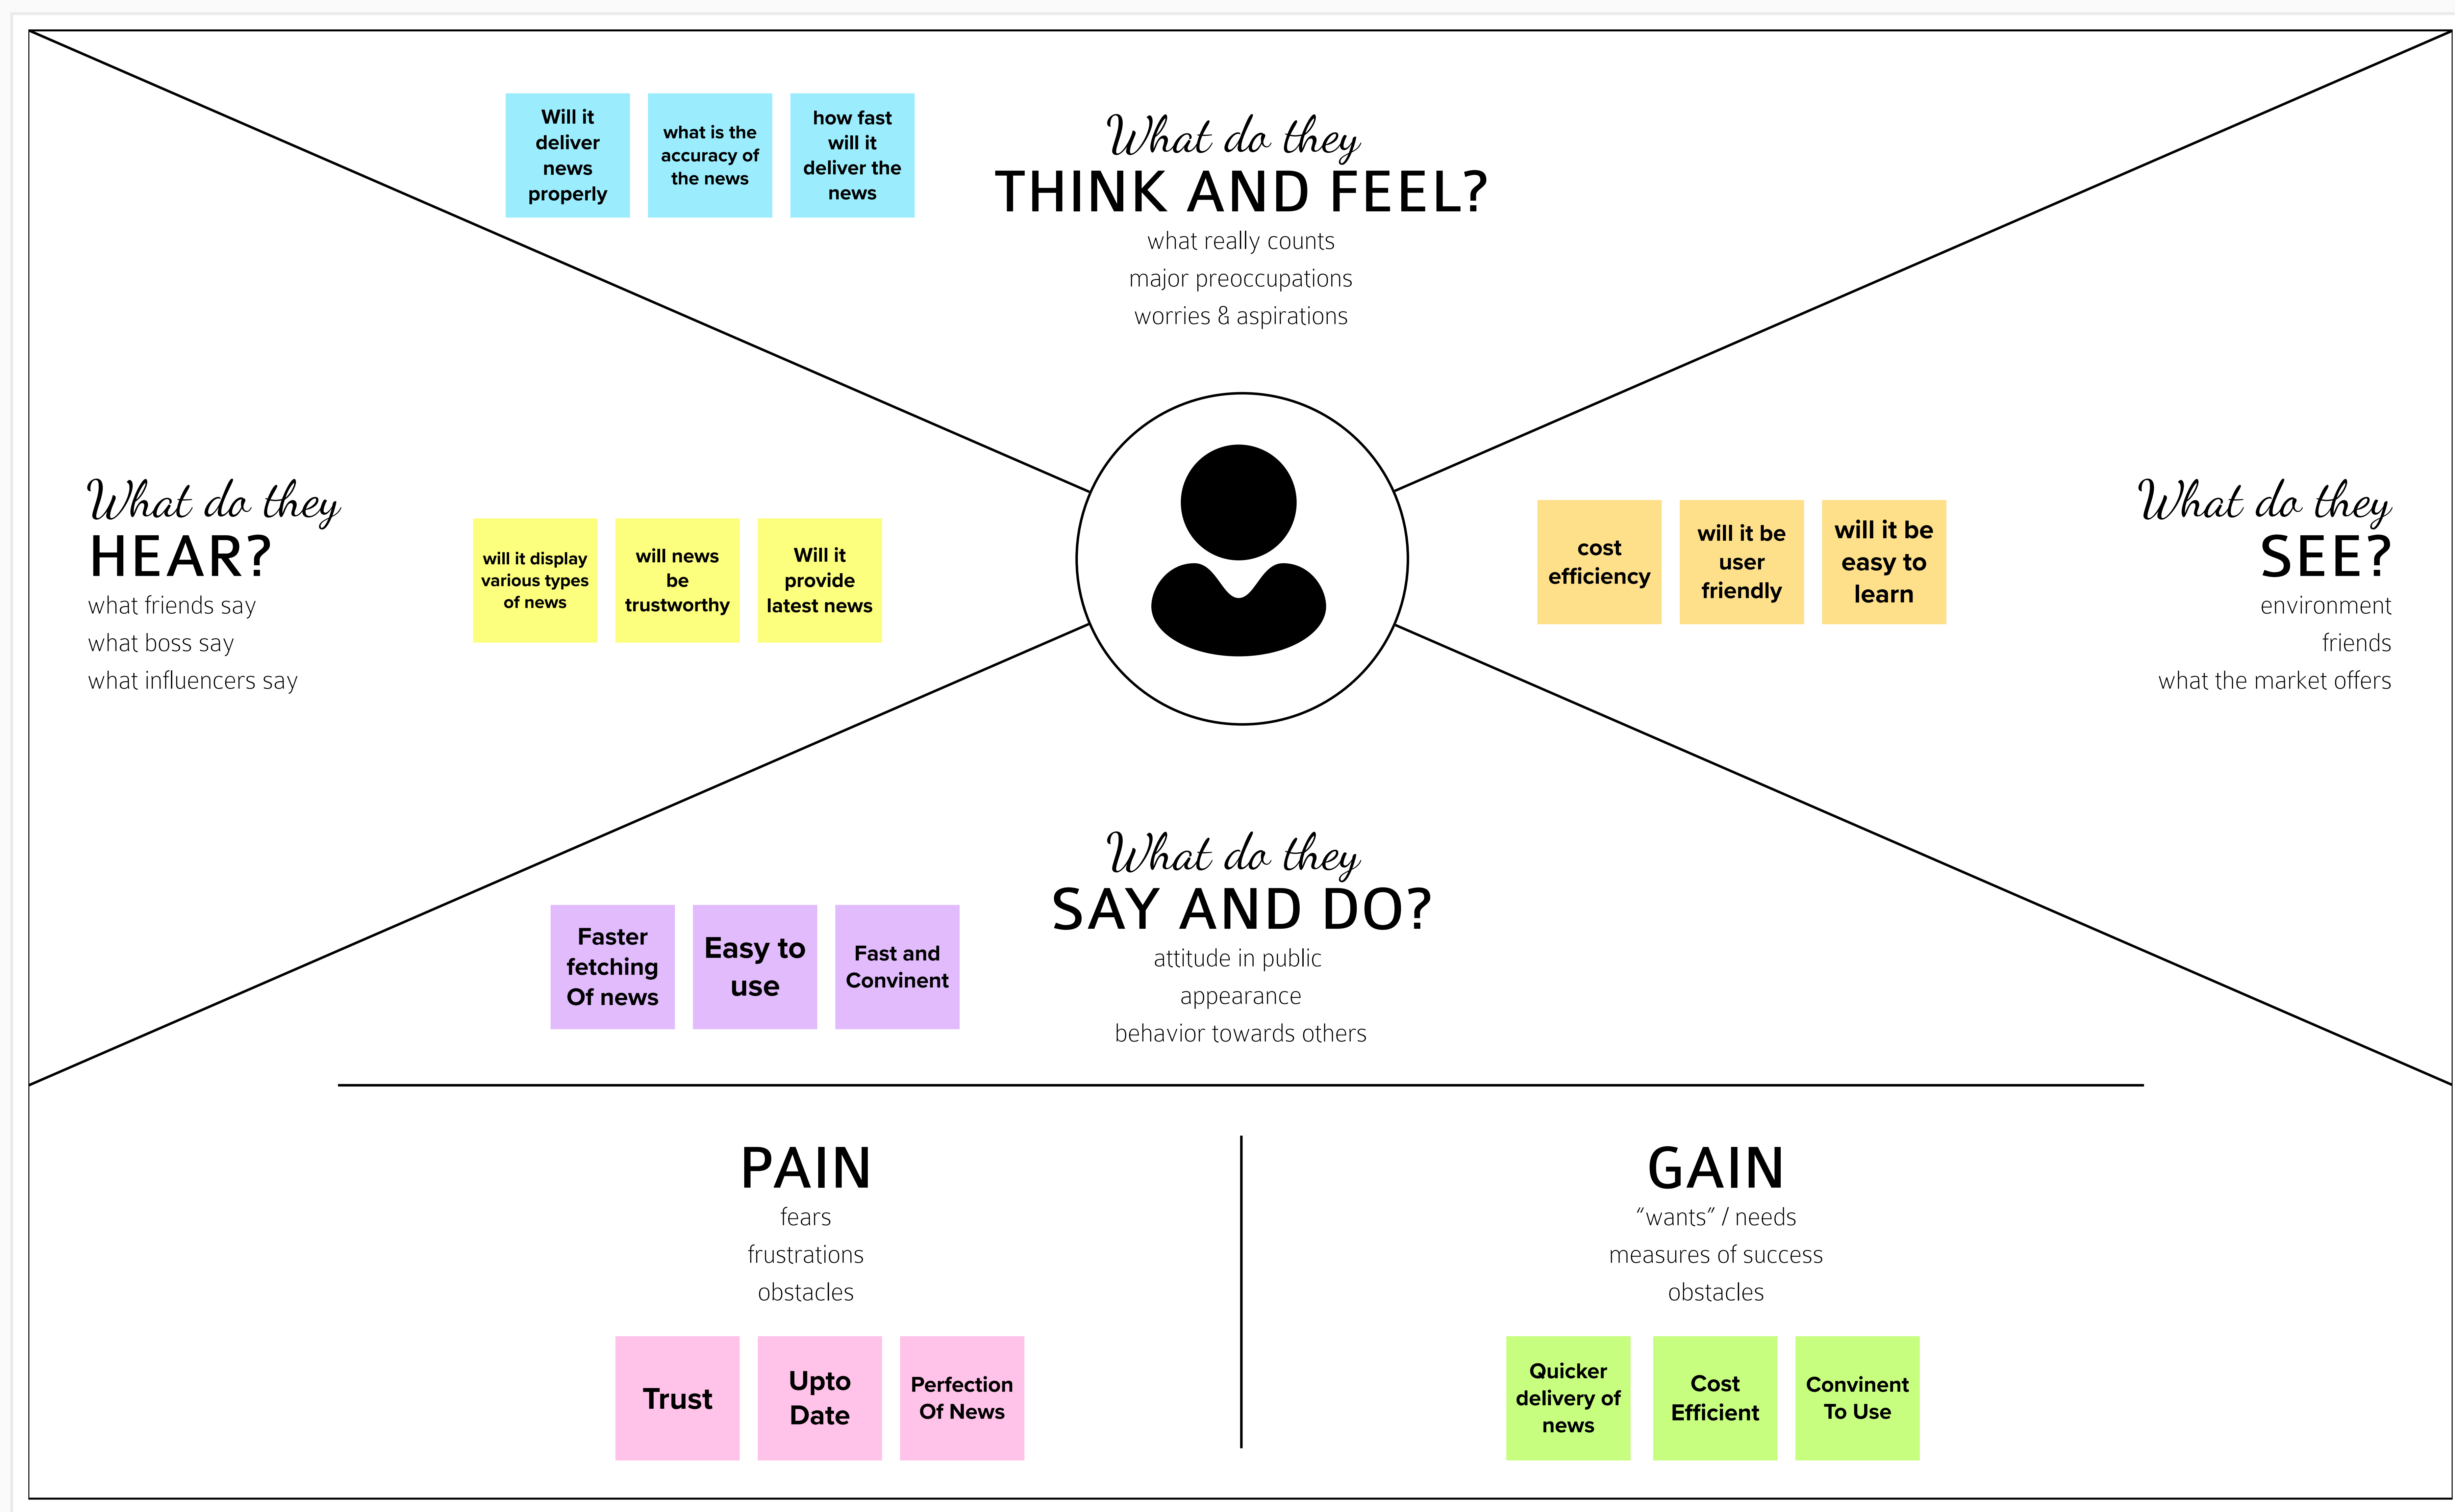 Will it
deliver
news
properly
what is the
accuracy of
the news
how fast
will it
deliver the
news
What do they
THINK AND FEEL?
what really counts
major preoccupations
worries & aspirations
What do they
HEAR?
what friends say
what boss say
what influencers say
will it display
various types
of news
will news
be
trustworthy
Will it
provide
latest news
cost
efficiency
will it be
user
friendly
will it be
easy to
learn
What do they
SEE?
environment
friends
what the market offers
Faster
fetching
Of news
Easy to
use
Fast and
Convinent
What do they
SAY AND DO?
attitude in public
appearance
behavior towards others
PAIN
fears
frustrations
obstacles
Trust
Upto
Date
Perfection
Of News
GAIN
“wants” / needs
measures of success
obstacles
Quicker
delivery of
news
Cost
Efficient
Convinent
To Use